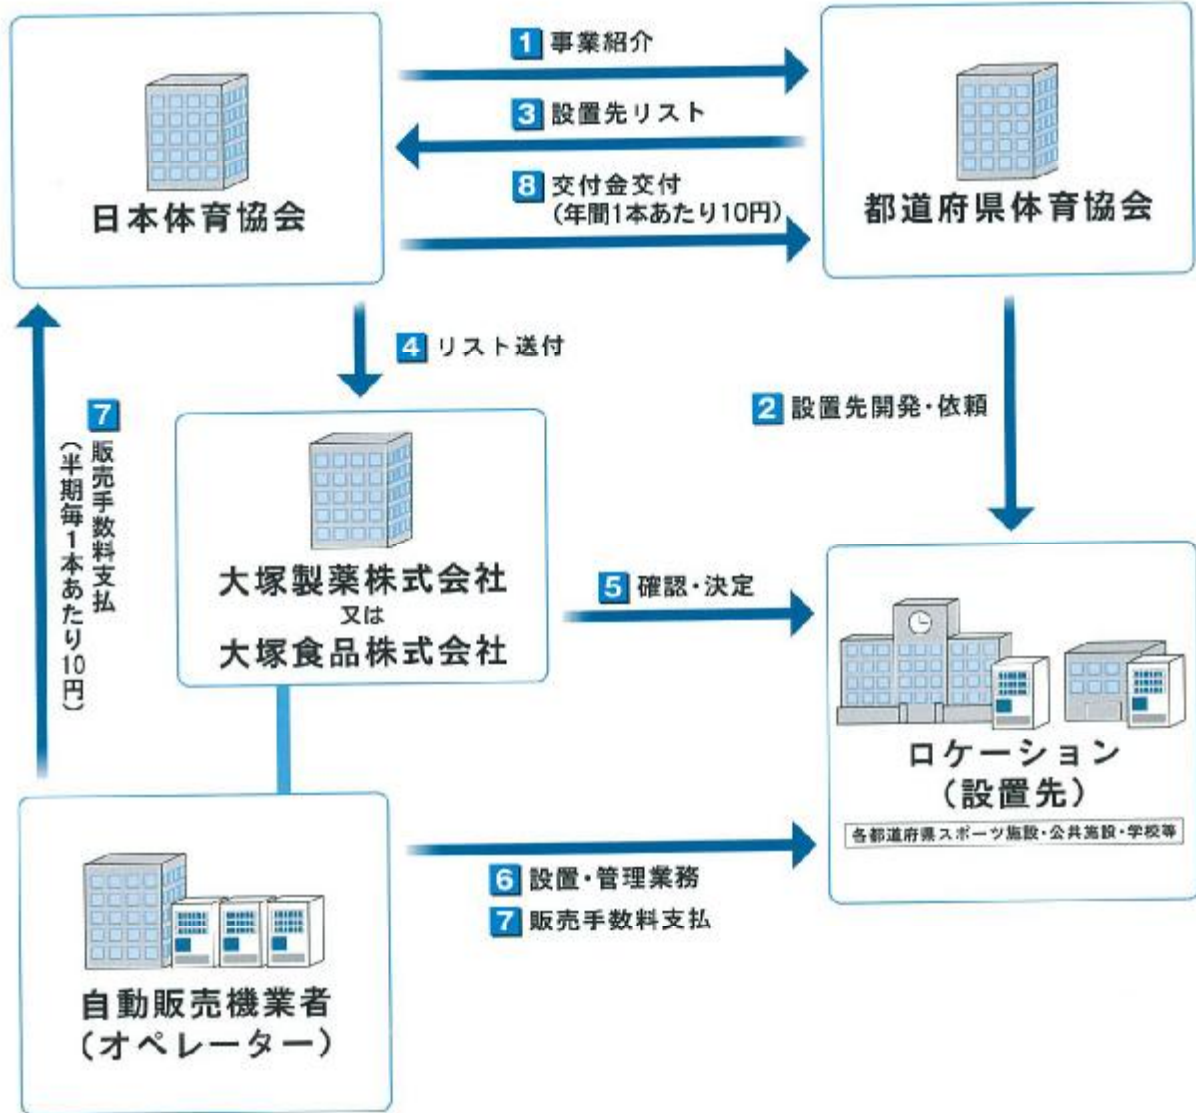 1 事業紹介
3 設置先リスト
8 交付金交付
(年間1本あたり10円)
日本体育協会
都道府県体育協会
4 リスト送付
2 設置先開発・依頼
7 販売手数料支払
(半期毎1本あたり10円)
大塚製薬株式会社
又は
大塚食品株式会社
5 確認・決定
ロケーション
(設置先)
各都道府県スポーツ施設・公共施設・学校等
6 設置・管理業務
7 販売手数料支払
自動販売機業者
(オペレーター)